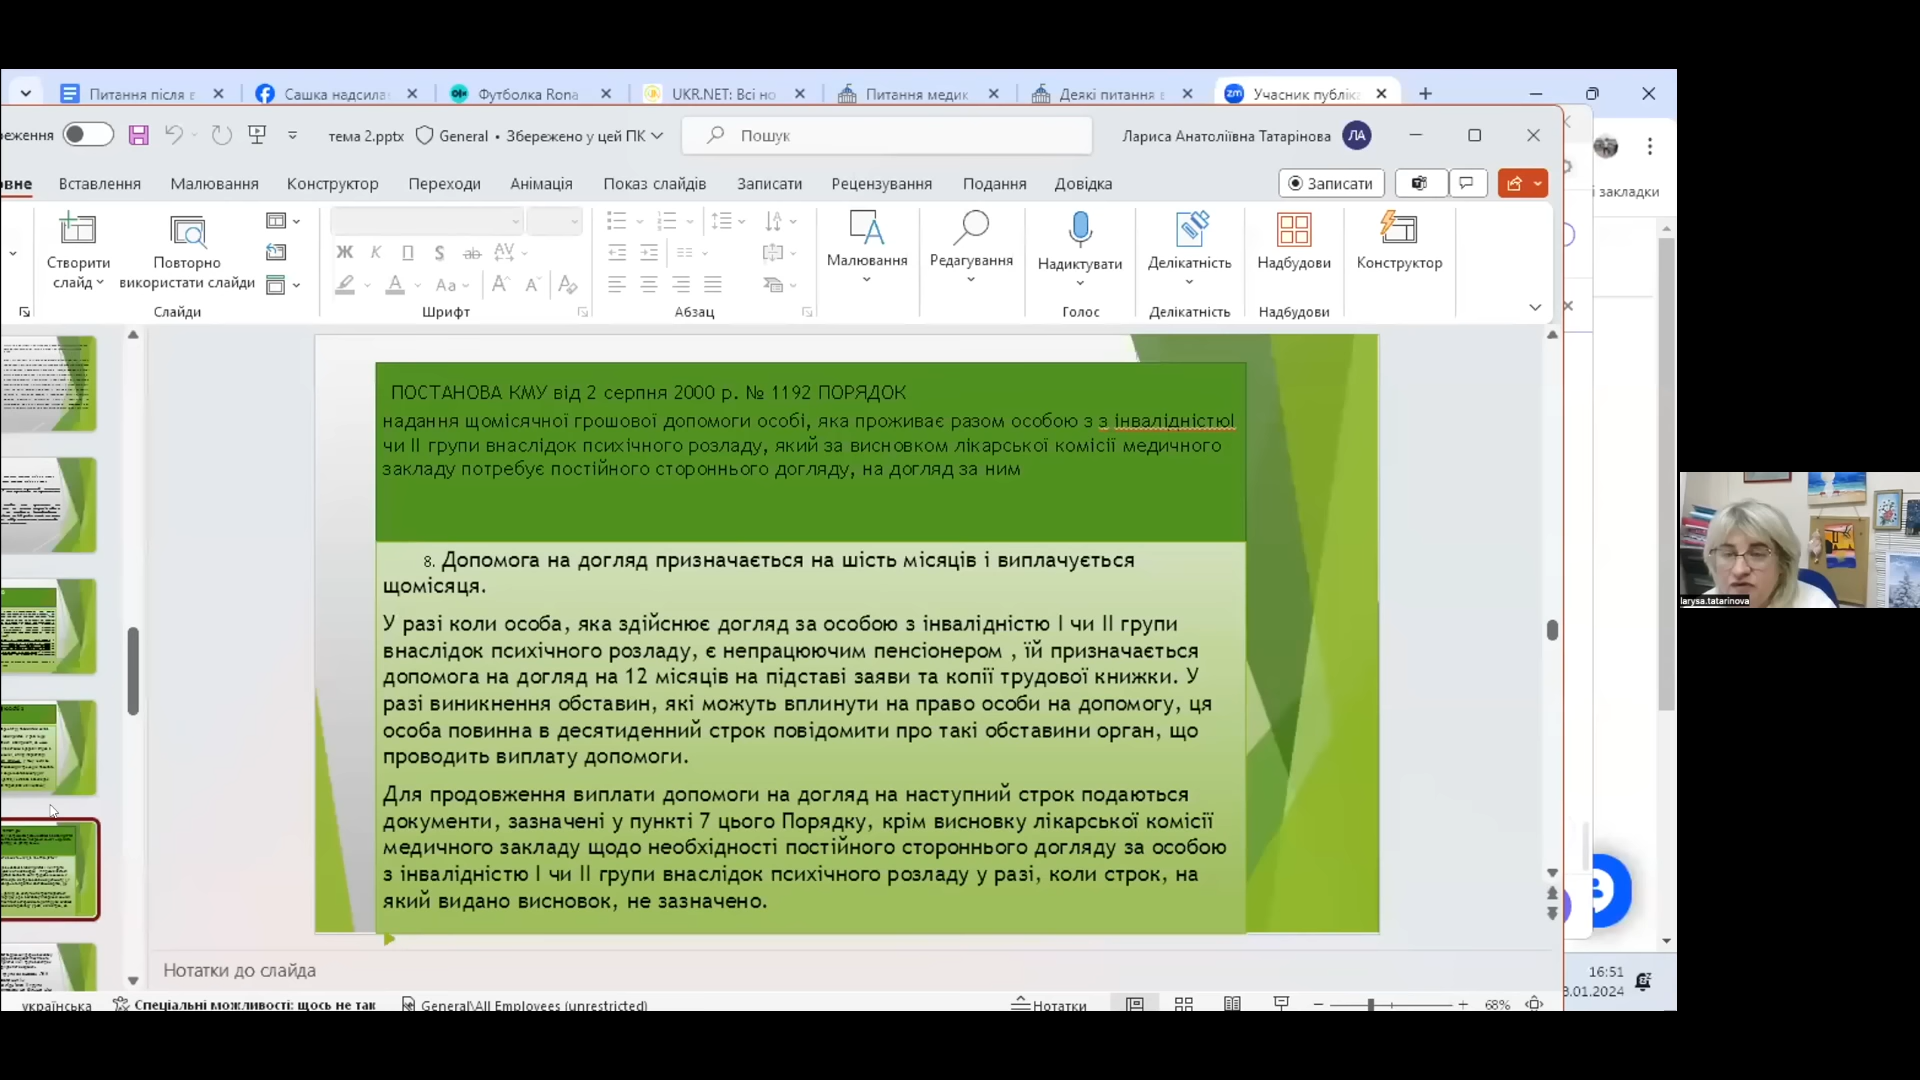 Питання після в
Сашка надсила
Футболка Rona
UKR.NET: Всі но
Питання медик
Деякі питання в
Учасник публіка
реження
тема 2.pptx
General • Збережено у цей ПК
Пошук
Лариса Анатоліївна Татарінова
ЛА
закладки
вне
Вставлення
Малювання
Конструктор
Переходи
Анімація
Показ слайдів
Записати
Рецензування
Подання
Довідка
Записати
Створити слайд
Повторно використати слайди
Малювання
Редагування
Надиктувати
Делікатність
Надбудови
Конструктор
Слайди
Шрифт
Абзац
Голос
Делікатність
Надбудови
ПОСТАНОВА КМУ від 2 серпня 2000 р. № 1192 ПОРЯДОК
надання щомісячної грошової допомоги особі, яка проживає разом особою з з інвалідністюІ
чи ІІ групи внаслідок психічного розладу, який за висновком лікарської комісії медичного
закладу потребує постійного стороннього догляду, на догляд за ним
8. Допомога на догляд призначається на шість місяців і виплачується
щомісяця.
У разі коли особа, яка здійснює догляд за особою з інвалідністю І чи ІІ групи
внаслідок психічного розладу, є непрацюючим пенсіонером , їй призначається
допомога на догляд на 12 місяців на підставі заяви та копії трудової книжки. У
разі виникнення обставин, які можуть вплинути на право особи на допомогу, ця
особа повинна в десятиденний строк повідомити про такі обставини орган, що
проводить виплату допомоги.
Для продовження виплати допомоги на догляд на наступний строк подаються
документи, зазначені у пункті 7 цього Порядку, крім висновку лікарської комісії
медичного закладу щодо необхідності постійного стороннього догляду за особою
з інвалідністю І чи ІІ групи внаслідок психічного розладу у разі, коли строк, на
який видано висновок, не зазначено.
larysa.tatarinova
Нотатки до слайда
16:51
3.01.2024
українська
Спеціальні можливості: щось не так
General\All Employees (unrestricted)
Нотатки
68%